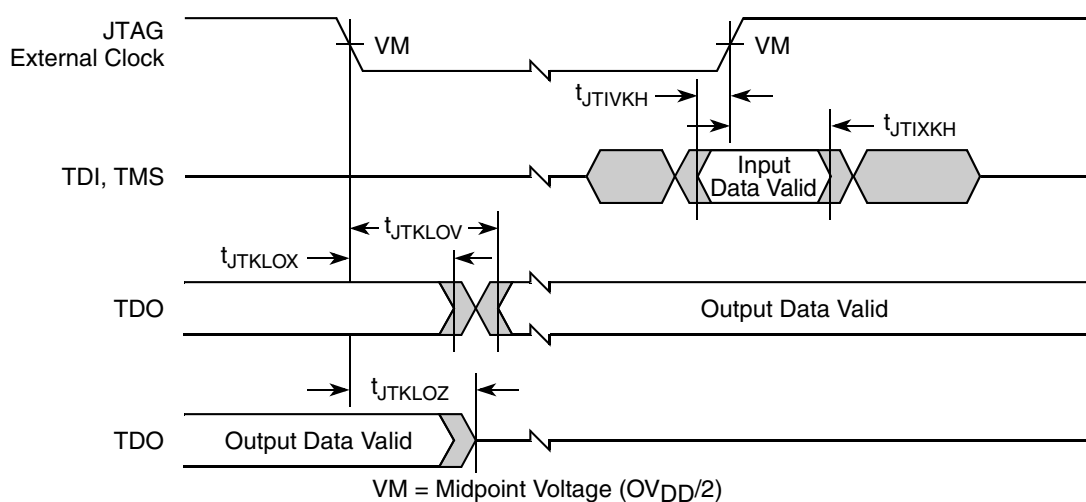 JTAG
External Clock
VM
VM
tJTIVKH
tJTIXKH
TDI, TMS
Input
Data Valid
tJTKLOV
tJTKLOX
TDO
Output Data Valid
tJTKLOZ
TDO
Output Data Valid
VM = Midpoint Voltage (OVDD/2)